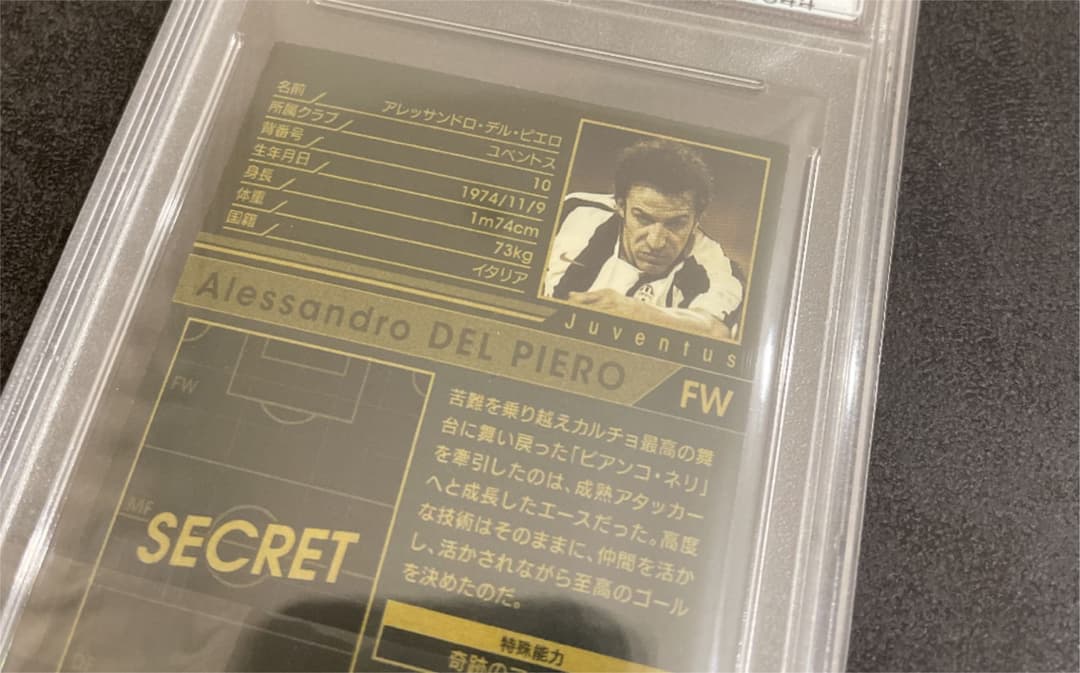 名前 アレッサンドロ・デル・ピエロ
所属クラブ ユベントス
背番号 10
生年月日 1974/11/9
身長 1m74cm
体重 73kg
国籍 イタリア
Juventus
Alessandro DEL PIERO
FW
FW
MF
SECRET
苦難を乗り越えカルチョ最高の舞
台に舞い戻った「ビアンコ・ネリ」
を牽引したのは、成熟アタッカー
へと成長したエースだった。高度
な技術はそのままに、仲間を活か
し、活かされながら至高のゴール
を決めたのだ。
特殊能力
奇跡の